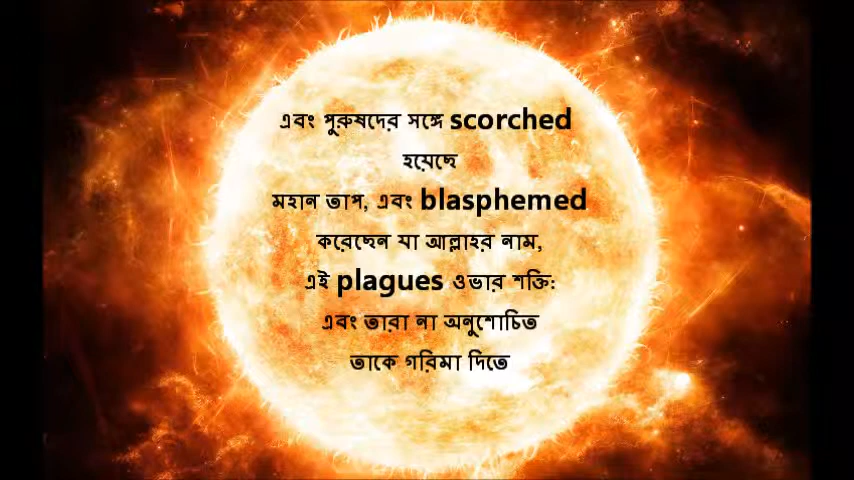 এবং পুরুষদের সঙ্গে scorched
হয়েছে
মহান তাপ, এবং blasphemed
করেছেন যা আল্লাহর নাম,
এই plagues ওভার শক্তি:
এবং তারা না অনুশোচিত
তাকে গরিমা দিতে